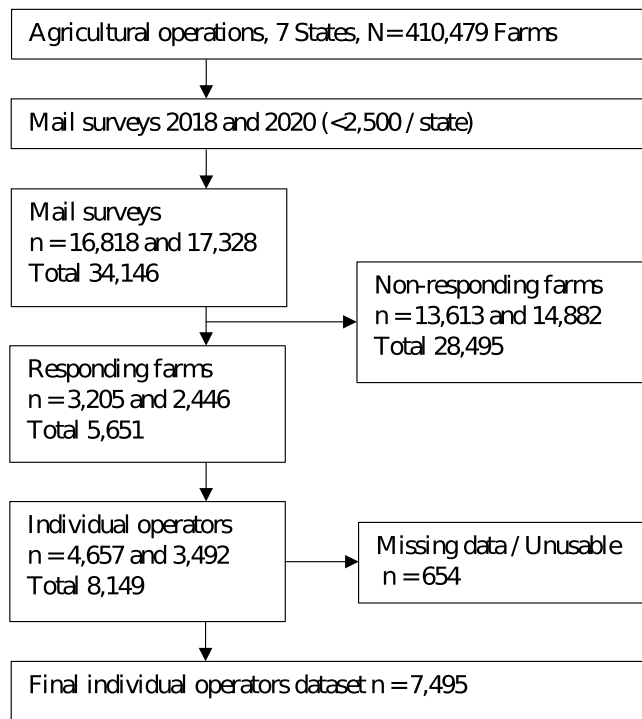 Agricultural operations, 7 States, N= 410,479 Farms
Mail surveys 2018 and 2020 (<2,500 / state)
Mail surveys
n = 16,818 and 17,328
Total 34,146
Non-responding farms
n = 13,613 and 14,882
Total 28,495
Responding farms
n = 3,205 and 2,446
Total 5,651
Individual operators
n = 4,657 and 3,492
Total 8,149
Missing data / Unusable
n = 654
Final individual operators dataset n = 7,495